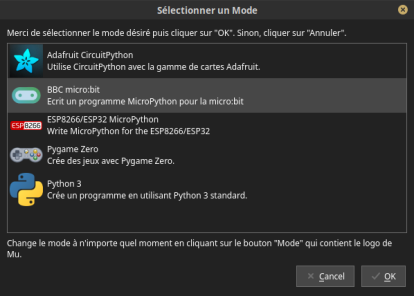 Sélectionner un Mode
Merci de sélectionner le mode désiré puis cliquer sur "OK". Sinon, cliquer sur "Annuler".
Adafruit CircuitPython
Utilise CircuitPython avec la gamme de cartes Adafruit.
BBC micro:bit
Ecrit un programme MicroPython pour la micro:bit
ESP8266
ESP8266/ESP32 MicroPython
Write MicroPython for the ESP8266/ESP32
Pygame Zero
Crée des jeux avec Pygame Zero.
Python 3
Crée un programme en utilisant Python 3 standard.
Change le mode à n'importe quel moment en cliquant sur le bouton "Mode" qui contient le logo de
Mu.
Cancel
OK